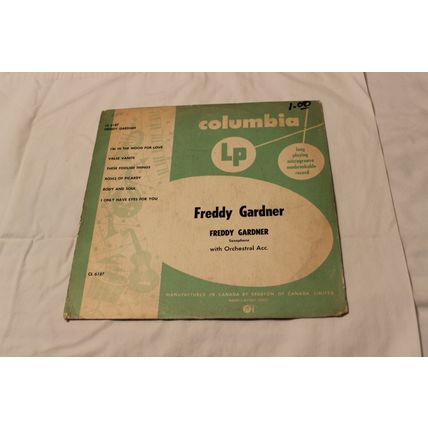 CL 6187
FREDDY GARDNER
I'M IN THE MOOD FOR LOVE
VALSE VANITE
THESE FOOLISH THINGS
ROSES OF PICARDY
BODY AND SOUL
I ONLY HAVE EYES FOR YOU
CL 6187
1.00
columbia
LP
long
playing
microgroove
nonbreakable
record
Freddy Gardner
FREDDY GARDNER
Saxophone
with Orchestral Acc.
MANUFACTURED IN CANADA BY SPARTON OF CANADA, LIMITED